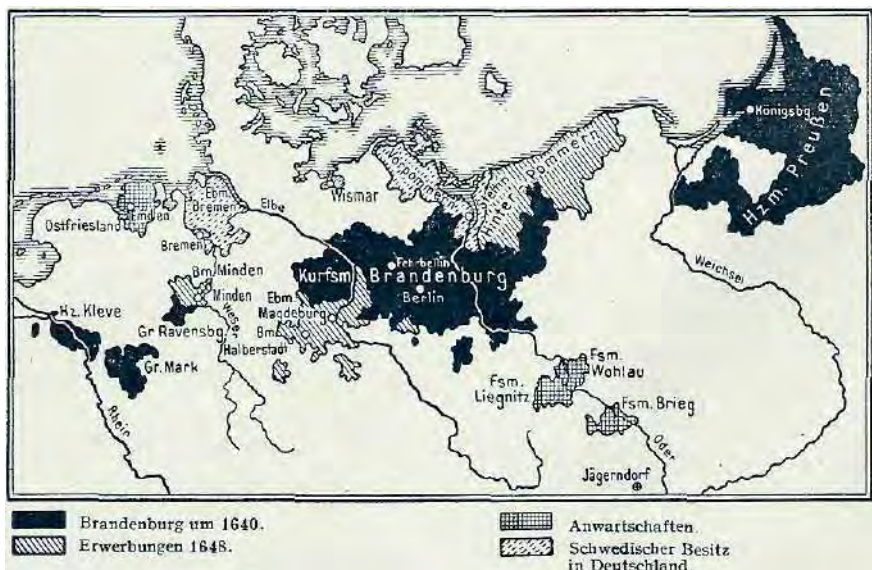 Königsbg.
Hzm. Preußen
Vorpomm.
Hinter Pommern
Wismar
Ebm.
Bremen
Elbe
Emden
Ostfriesland
Bremen
Weichsel
Fehrbellin
Kurfsm. Brandenburg
Berlin
Bm. Minden
Minden
Ebm.
Magdeburg
Hz. Kleve
Gr Ravensbg.
Weser
Bm.
Halberstadt
Gr. Mark
Fsm.
Wohlau
Fsm.
Liegnitz
Fsm. Brieg
Rhein
Oder
Jägerndorf
Brandenburg um 1640.
Erwerbungen 1648.
Anwartschaften.
Schwedischer Besitz
in Deutschland